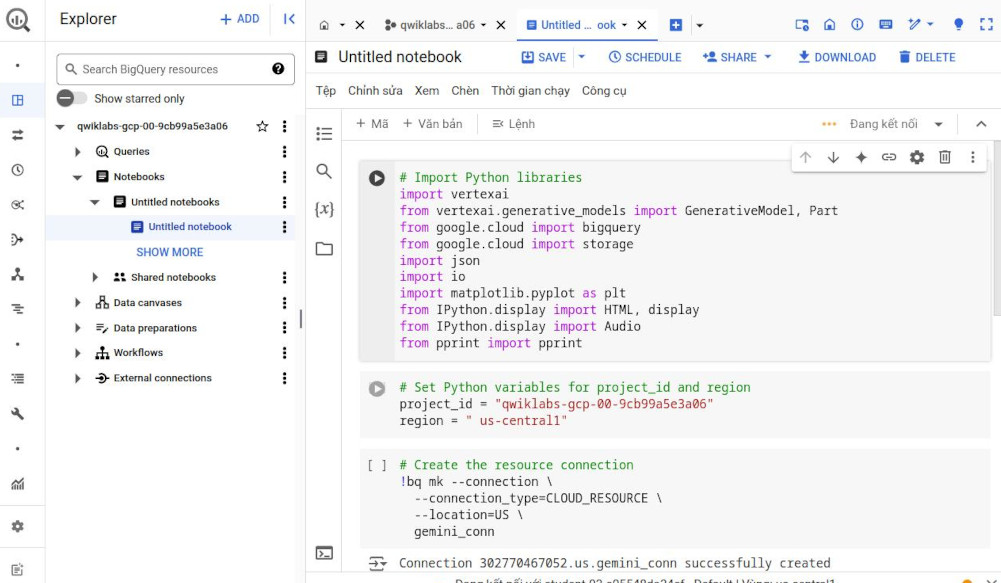 Explorer
+ ADD
qwiklabs... a06
Untitled ... ook
Search BigQuery resources
Show starred only
qwiklabs-gcp-00-9cb99a5e3a06
Queries
Notebooks
Untitled notebooks
Untitled notebook
SHOW MORE
Shared notebooks
Data canvases
Data preparations
Workflows
External connections
Untitled notebook
SAVE
SCHEDULE
SHARE
DOWNLOAD
DELETE
Tệp Chỉnh sửa Xem Chèn Thời gian chạy Công cụ
+ Mã + Văn bản Lệnh
Đang kết nối
# Import Python libraries
import vertexai
from vertexai.generative_models import GenerativeModel, Part
from google.cloud import bigquery
from google.cloud import storage
import json
import io
import matplotlib.pyplot as plt
from IPython.display import HTML, display
from IPython.display import Audio
from pprint import pprint
# Set Python variables for project_id and region
project_id = "qwiklabs-gcp-00-9cb99a5e3a06"
region = " us-central1"
[ ] # Create the resource connection
!bq mk --connection \
--connection_type=CLOUD_RESOURCE \
--location=US \
gemini_conn
Connection 302770467052.us.gemini_conn successfully created